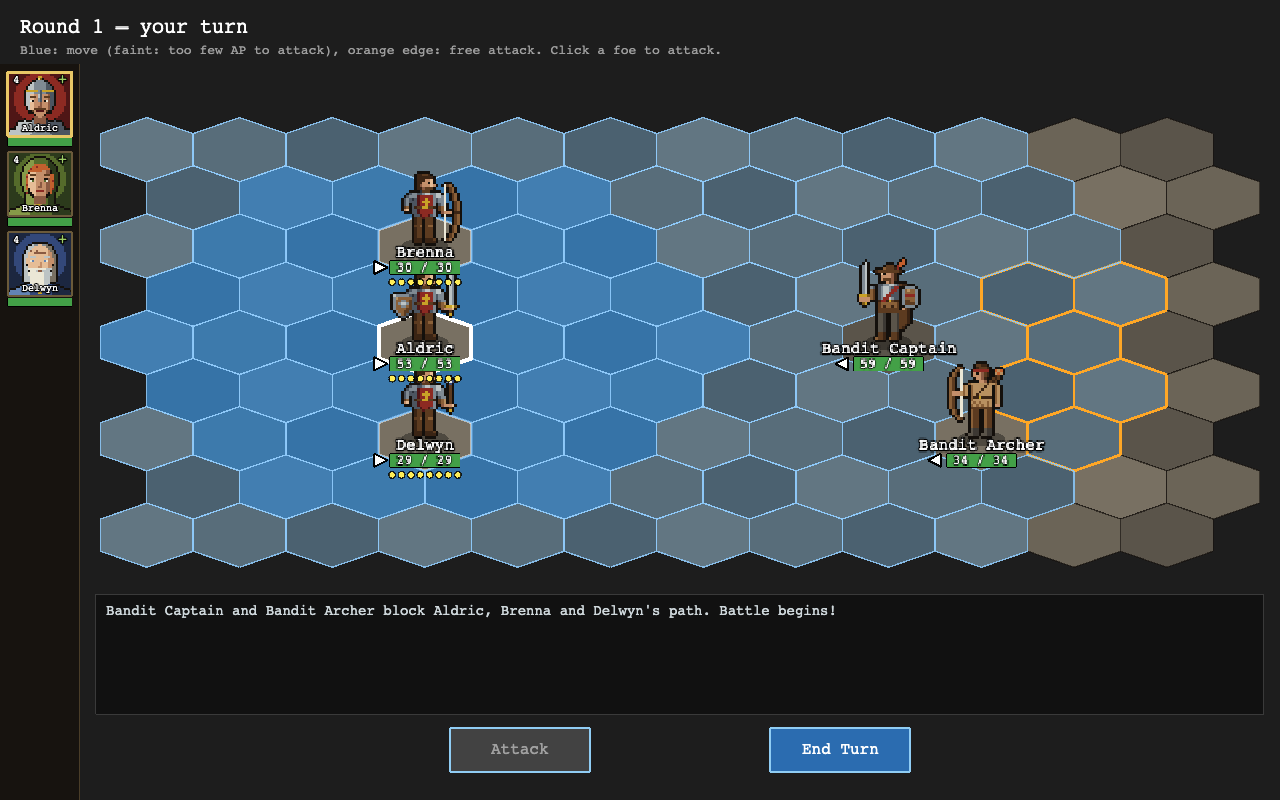 Round 1 — your turn
Blue: move (faint: too few AP to attack), orange edge: free attack. Click a foe to attack.
4 +
Aldric
4 +
Brenna
4 +
Delwyn
Brenna
30 / 30
Aldric
53 / 53
Delwyn
29 / 29
Bandit Captain
59 / 59
Bandit Archer
34 / 34
Bandit Captain and Bandit Archer block Aldric, Brenna and Delwyn's path. Battle begins!
Attack
End Turn